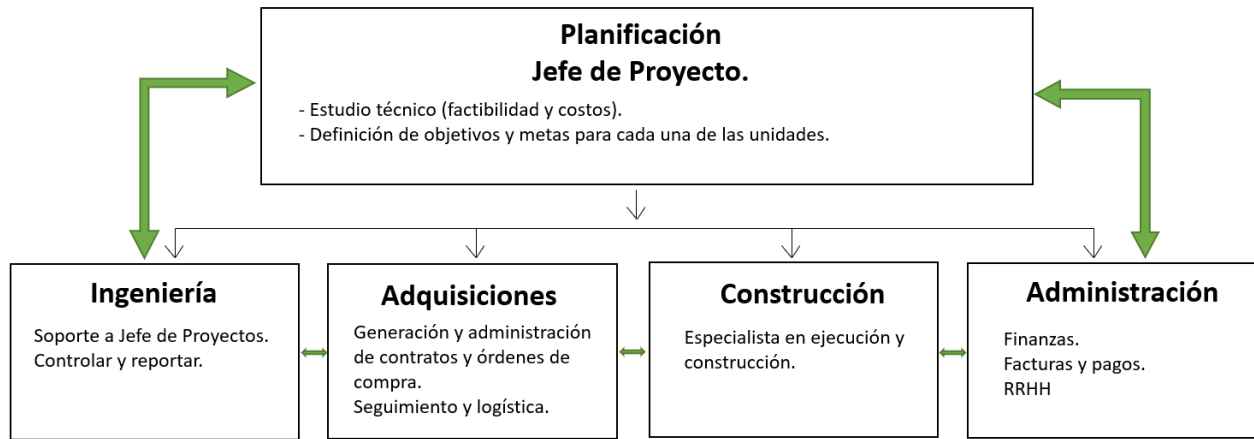 Planificación
Jefe de Proyecto.
- Estudio técnico (factibilidad y costos).
- Definición de objetivos y metas para cada una de las unidades.
Ingeniería
Soporte a Jefe de Proyectos.
Controlar y reportar.
Adquisiciones
Generación y administración
de contratos y órdenes de
compra.
Seguimiento y logística.
Construcción
Especialista en ejecución y
construcción.
Administración
Finanzas.
Facturas y pagos.
RRHH